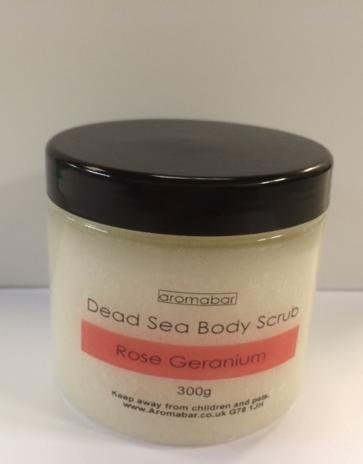 aromabar
Dead Sea Body Scrub
Rose Geranium
300g
Keep away from children and pets.
www.Aromabar.co.uk G78 1JH